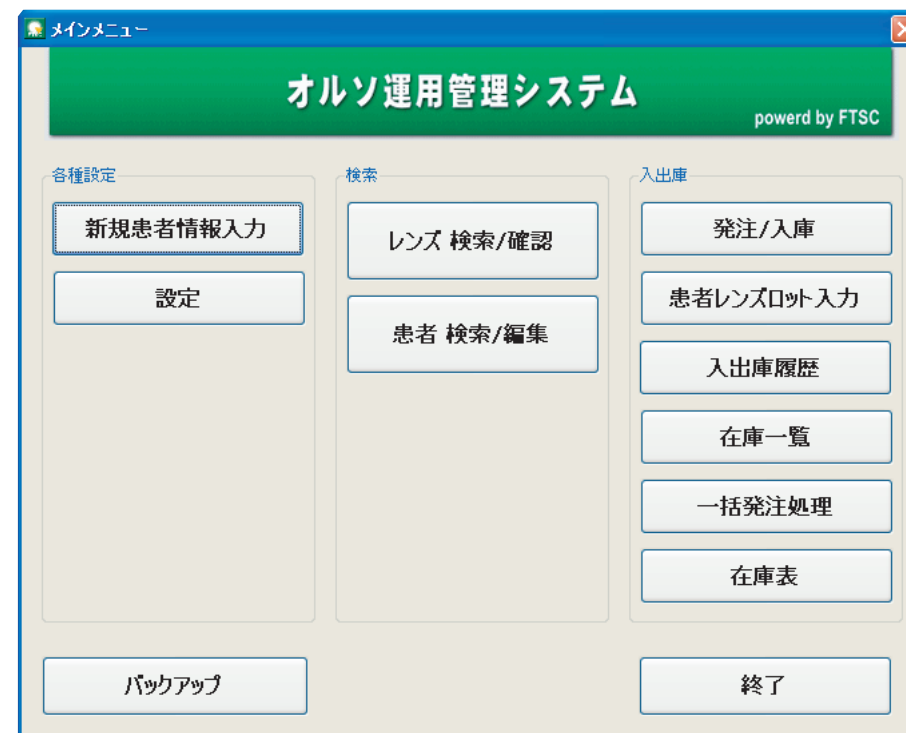 メインメニュー
オルソ運用管理システム
powerd by FTSC
各種設定
新規患者情報入力
設定
検索
レンズ 検索/確認
患者 検索/編集
入出庫
発注/入庫
患者レンズロット入力
入出庫履歴
在庫一覧
一括発注処理
在庫表
バックアップ
終了